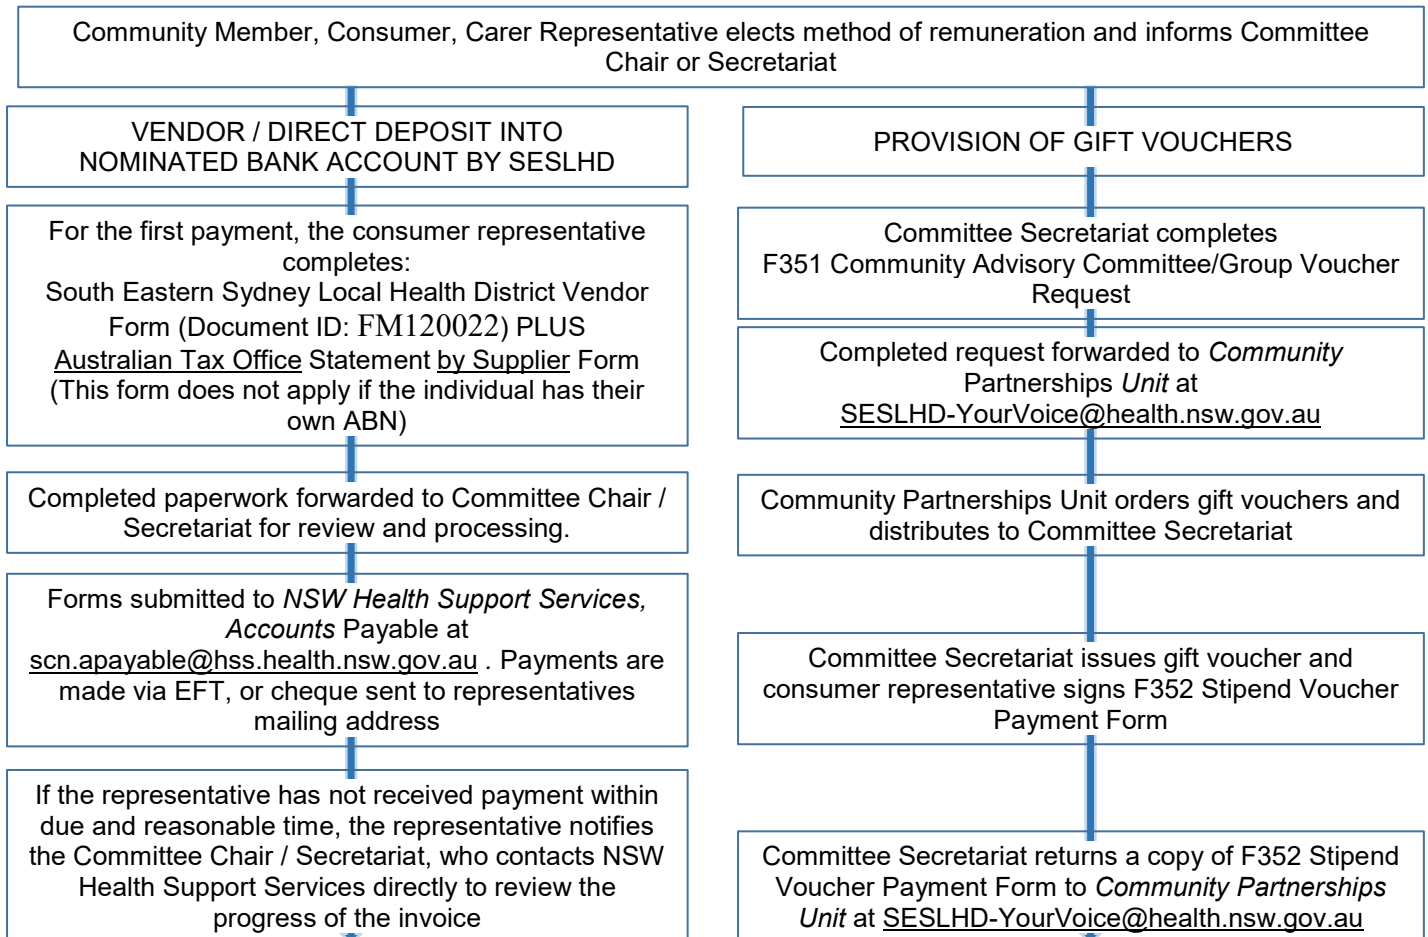 Community Member, Consumer, Carer Representative elects method of remuneration and informs Committee
Chair or Secretariat
VENDOR / DIRECT DEPOSIT INTO
NOMINATED BANK ACCOUNT BY SESLHD
For the first payment, the consumer representative
completes:
South Eastern Sydney Local Health District Vendor
Form (Document ID: FM120022) PLUS
Australian Tax Office Statement by Supplier Form
(This form does not apply if the individual has their
own ABN)
Completed paperwork forwarded to Committee Chair /
Secretariat for review and processing.
Forms submitted to NSW Health Support Services,
Accounts Payable at
scn.apayable@hss.health.nsw.gov.au . Payments are
made via EFT, or cheque sent to representatives
mailing address
If the representative has not received payment within
due and reasonable time, the representative notifies
the Committee Chair / Secretariat, who contacts NSW
Health Support Services directly to review the
progress of the invoice
PROVISION OF GIFT VOUCHERS
Committee Secretariat completes
F351 Community Advisory Committee/Group Voucher
Request
Completed request forwarded to Community
Partnerships Unit at
SESLHD-YourVoice@health.nsw.gov.au
Community Partnerships Unit orders gift vouchers and
distributes to Committee Secretariat
Committee Secretariat issues gift voucher and
consumer representative signs F352 Stipend Voucher
Payment Form
Committee Secretariat returns a copy of F352 Stipend
Voucher Payment Form to Community Partnerships
Unit at SESLHD-YourVoice@health.nsw.gov.au